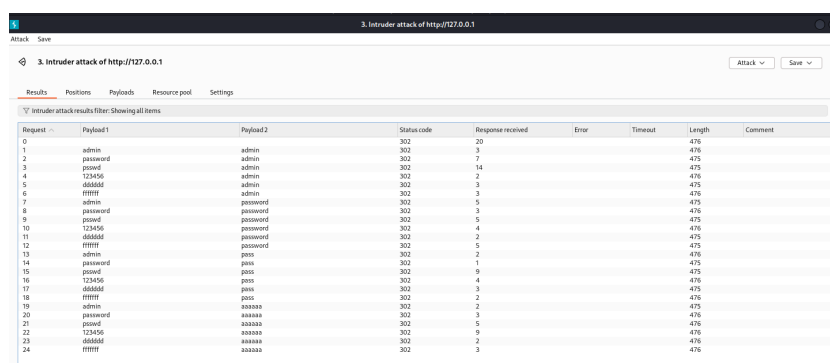 3. Intruder attack of http://127.0.0.1
Attack Save
3. Intruder attack of http://127.0.0.1 Attack Save
Results Positions Payloads Resource pool Settings
Intruder attack results filter: Showing all items
Request Payload 1 Payload 2 Status code Response received Error Timeout Length Comment
0 302 20 476
1 admin admin 302 3 476
2 password admin 302 7 475
3 psswd admin 302 14 475
4 123456 admin 302 2 476
5 dddddd admin 302 3 475
6 fffffff admin 302 3 476
7 admin password 302 5 475
8 password password 302 3 476
9 psswd password 302 5 475
10 123456 password 302 4 476
11 dddddd password 302 2 475
12 fffffff password 302 5 475
13 admin pass 302 2 476
14 password pass 302 1 475
15 psswd pass 302 9 475
16 123456 pass 302 4 476
17 dddddd pass 302 3 475
18 fffffff pass 302 2 476
19 admin aaaaaa 302 2 475
20 password aaaaaa 302 3 476
21 psswd aaaaaa 302 5 476
22 123456 aaaaaa 302 9 476
23 dddddd aaaaaa 302 2 476
24 fffffff aaaaaa 302 3 476